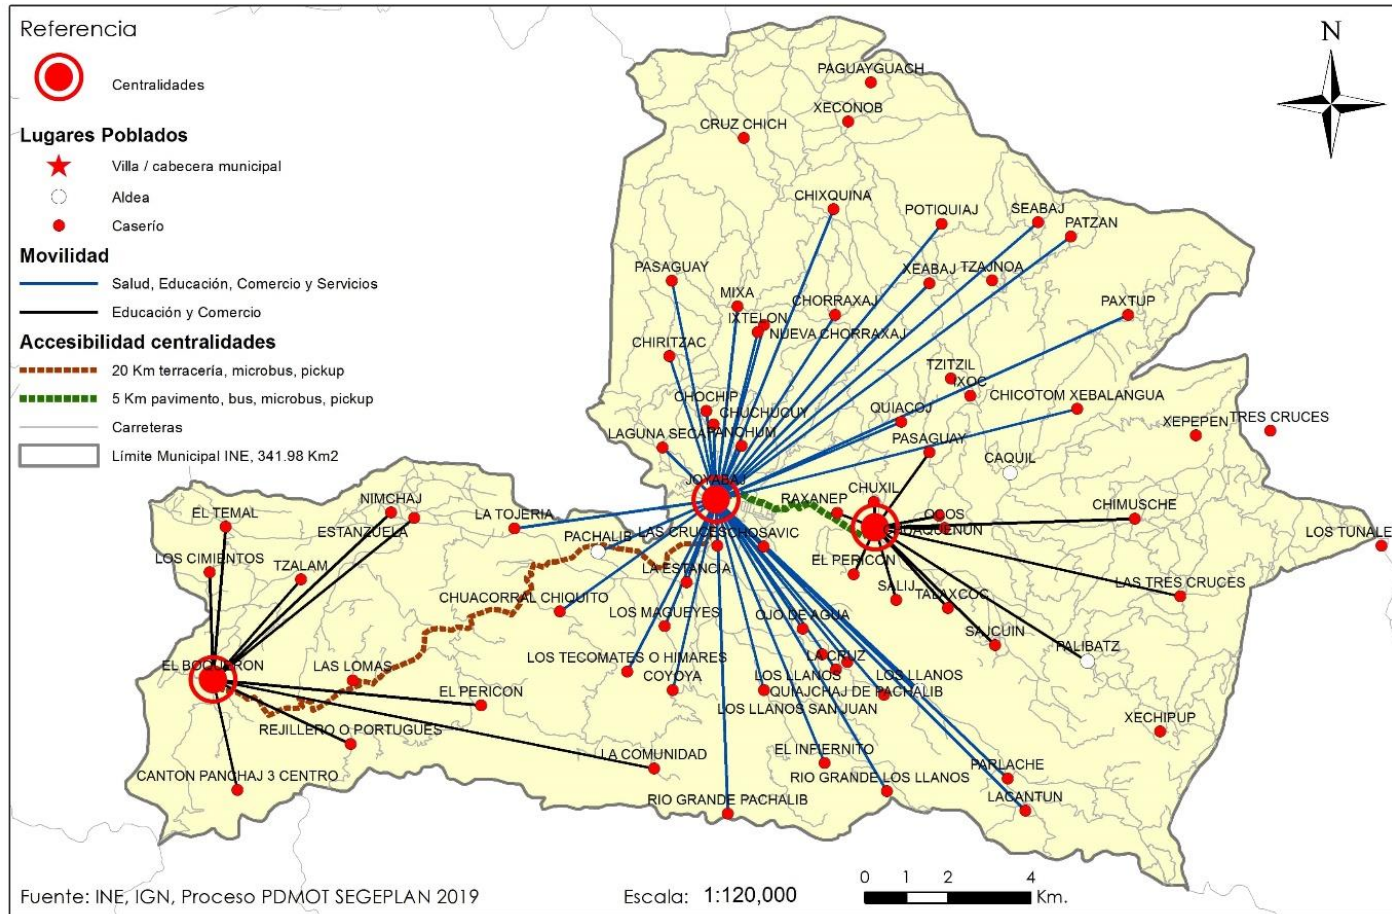 Referencia
Centralidades
Lugares Poblados
Villa / cabecera municipal
Aldea
Caserío
Movilidad
Salud, Educación, Comercio y Servicios
Educación y Comercio
Accesibilidad centralidades
20 Km terracería, microbus, pickup
5 Km pavimento, bus, microbus, pickup
Carreteras
Límite Municipal INE, 341.98 Km2
N
PAGUAYGUACH
XECONOB
CRUZ CHICH
CHIXQUINA
POTIQUIAJ
SEABAJ
PATZAN
PASAGUAY
XEABAJ
TZAJNOA
MIXA
CHORRAXAJ
PAXTUP
IXTELON
NUEVA CHORRAXAJ
CHIRITZAC
TZITZIL
IXOC
CHOCHIP
CHUCHUCUY
QUIACOJ
CHICOTOM XEBALANGUA
LAGUNA SECA
PANCHUM
PASAGUAY
XEPEPEN
TRES CRUCES
CAQUIL
JOYABAJ
RAXANEP
CHUXIL
NIMCHAJ
EL TEMAL
ESTANZUELA
LA TOJERIA
LAS CRUCES
CHOSAVIC
CHIMUSCHE
PACHALIB
LOS TUNALE
LOS CIMIENTOS
TZALAM
LA ESTANCIA
EL PERICON
SALIJ
TALAXCOC
LAS TRES CRUCES
CHUACORRAL CHIQUITO
LOS MAGUEYES
OJO DE AGUA
SAJCUIN
PALIBATZ
EL BOQUERON
LAS LOMAS
LOS TECOMATES O HIMARES
LA CRUZ
COYOYA
LOS LLANOS
LOS LLANOS
EL PERICON
QUIAJCHAJ DE PACHALIB
LOS LLANOS SAN JUAN
XECHIPUP
REJILLERO O PORTUGUES
LA COMUNIDAD
EL INFIERNITO
PARLACHE
CANTON PANCHAJ 3 CENTRO
RIO GRANDE LOS LLANOS
RIO GRANDE PACHALIB
LACANTUN
Fuente: INE, IGN, Proceso PDMOT SEGEPLAN 2019
Escala: 1:120,000
0 1 2 4
Km.